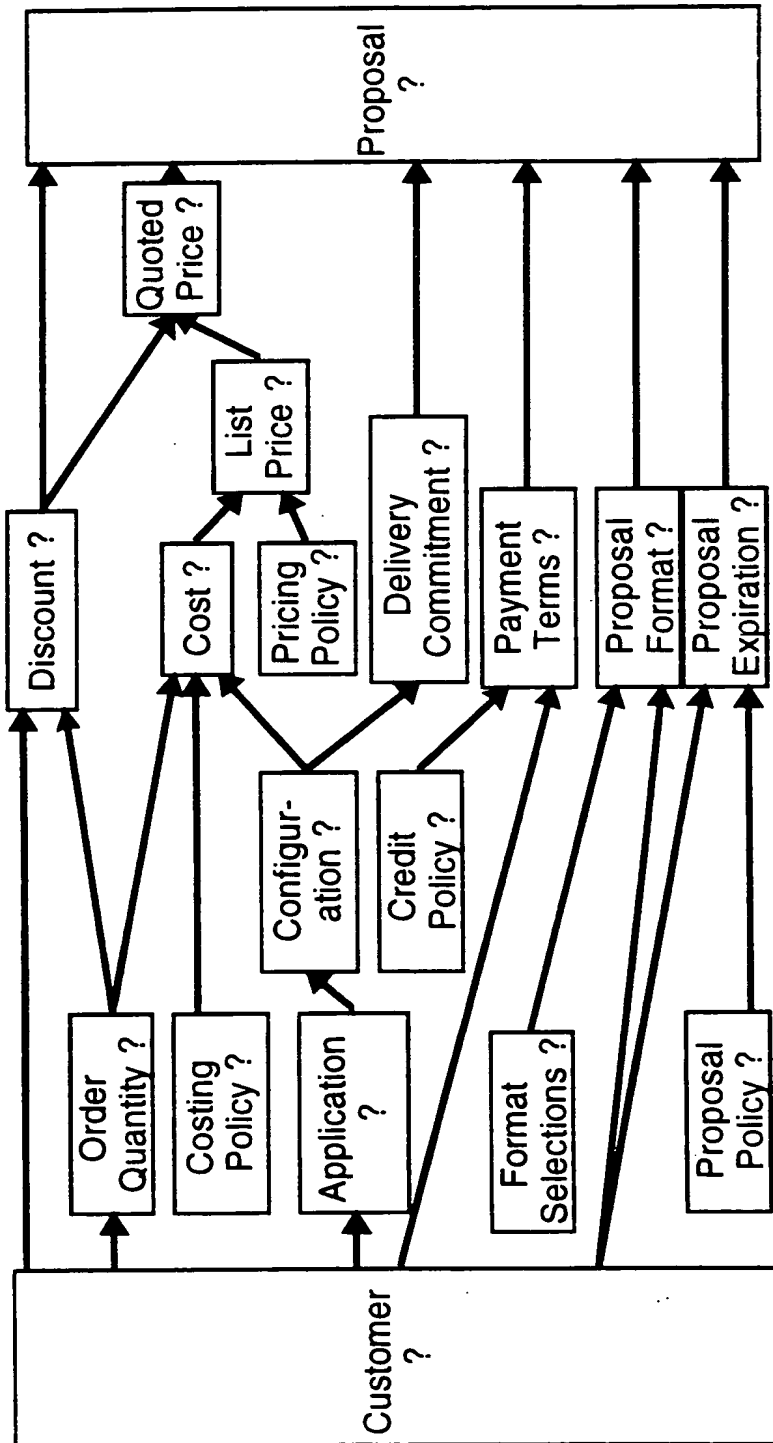 Customer
?
Order
Quantity ?
Costing
Policy ?
Application
?
Format
Selections ?
Proposal
Policy ?
Configur-
ation ?
Credit
Policy ?
Discount ?
Cost ?
Pricing
Policy ?
Delivery
Commitment ?
Payment
Terms ?
Proposal
Format ?
Proposal
Expiration ?
List
Price ?
Quoted
Price ?
Proposal
?